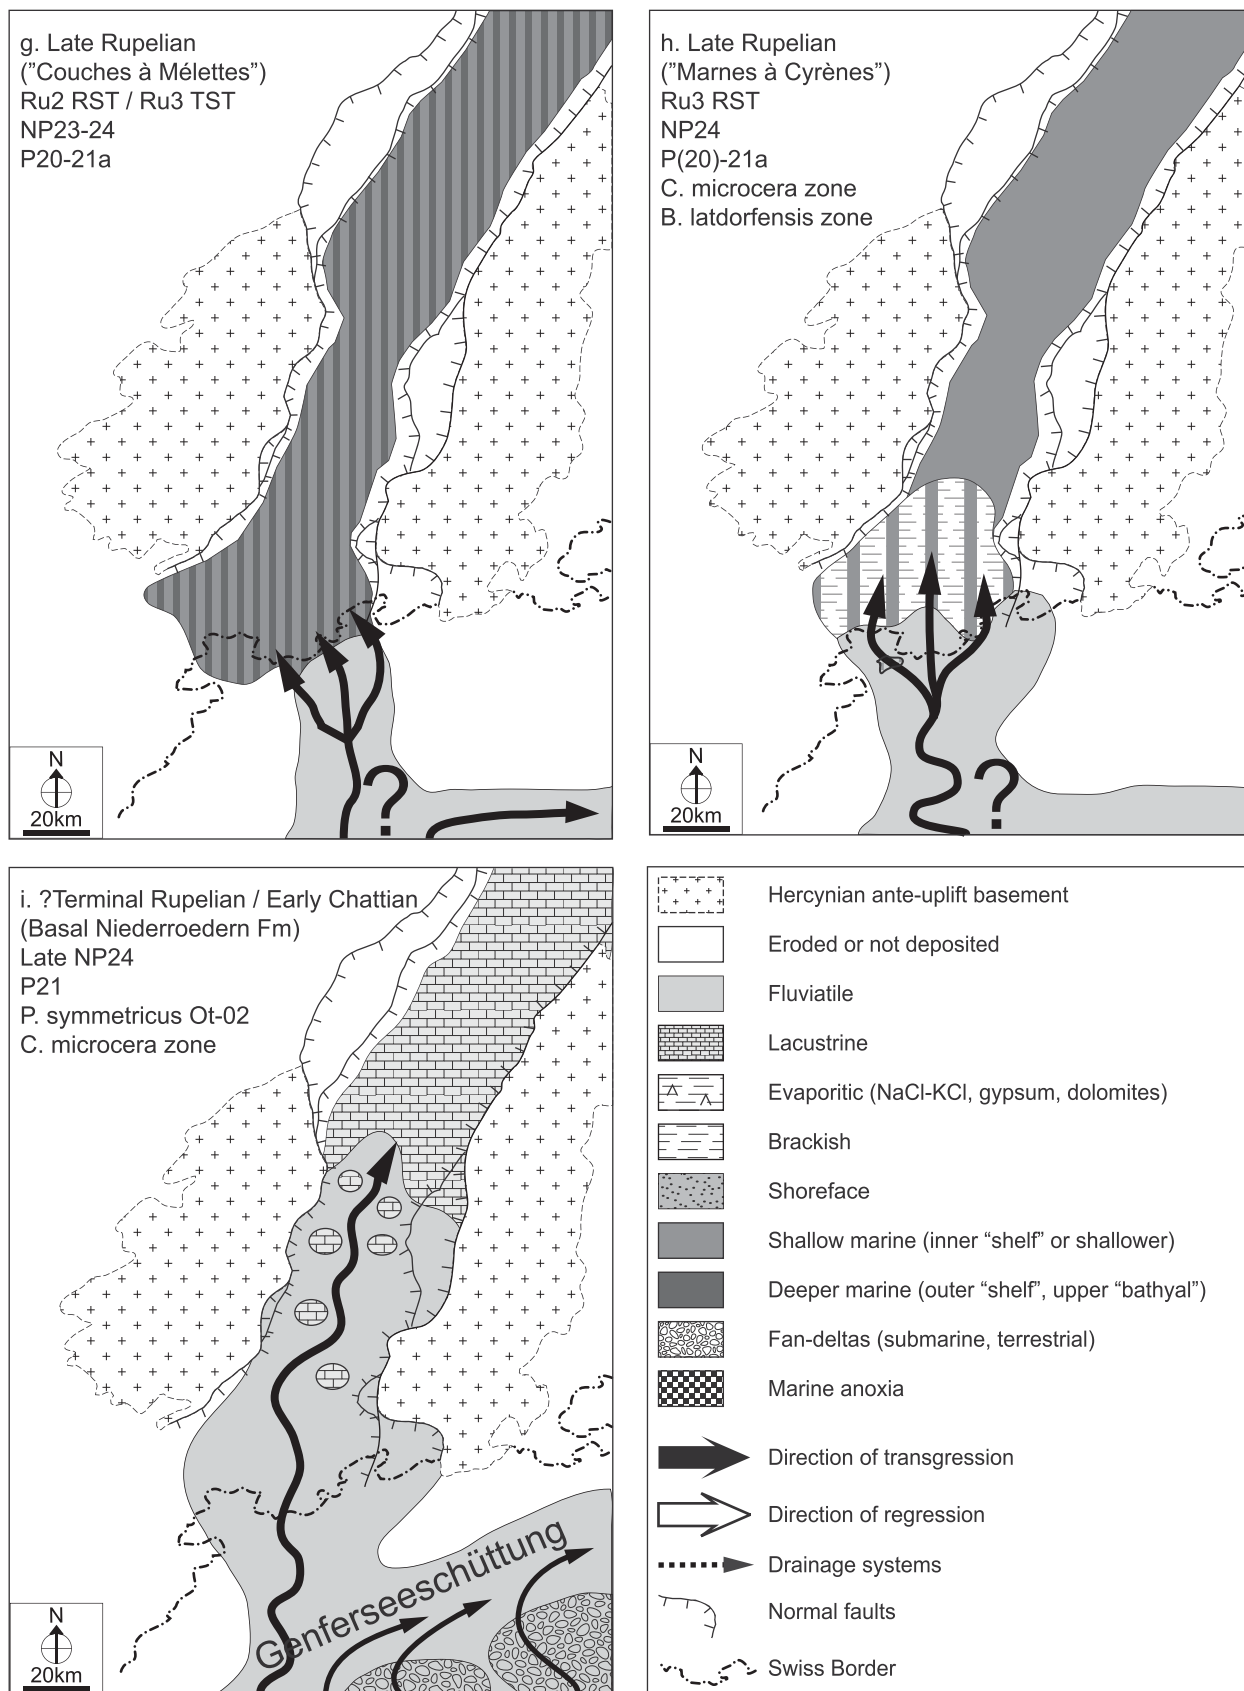 g. Late Rupelian
("Couches à Mélettes")
Ru2 RST / Ru3 TST
NP23-24
P20-21a
?
N
20km
h. Late Rupelian
("Marnes à Cyrènes")
Ru3 RST
NP24
P(20)-21a
C. microcera zone
B. latdorfensis zone
?
N
20km
i. ?Terminal Rupelian / Early Chattian
(Basal Niederroedern Fm)
Late NP24
P21
P. symmetricus Ot-02
C. microcera zone
Genferseeschüttung
N
20km
Hercynian ante-uplift basement
Eroded or not deposited
Fluviatile
Lacustrine
Evaporitic (NaCl-KCl, gypsum, dolomites)
Brackish
Shoreface
Shallow marine (inner “shelf” or shallower)
Deeper marine (outer “shelf”, upper “bathyal”)
Fan-deltas (submarine, terrestrial)
Marine anoxia
Direction of transgression
Direction of regression
Drainage systems
Normal faults
Swiss Border